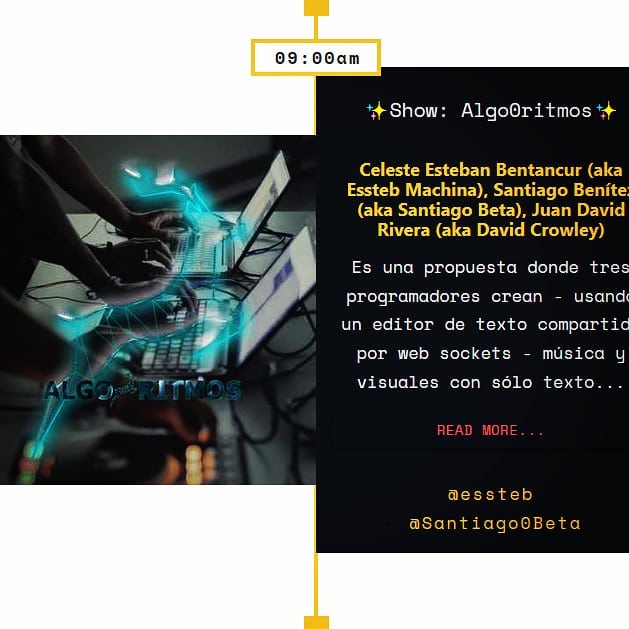 09:00am
✨Show: Algo0ritmos✨
Celeste Esteban Bentancur (aka
Essteb Machina), Santiago Benítez
(aka Santiago Beta), Juan David
Rivera (aka David Crowley)
Es una propuesta donde tres
programadores crean - usando
un editor de texto compartid
por web sockets - música y
visuales con sólo texto...
READ MORE...
@essteb
@Santiago0Beta
ALGO RITMOS